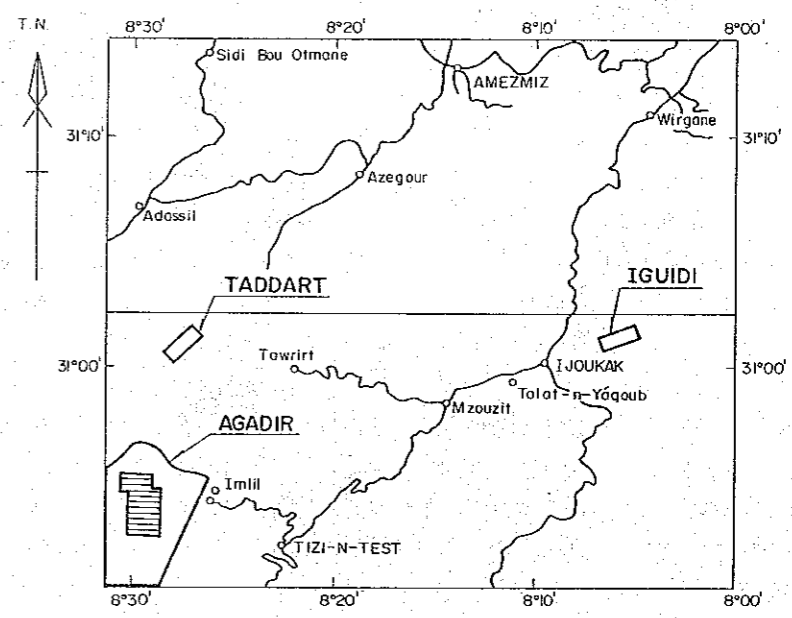 T. N.
8°30' 8°20' 8°10' 8°00'
Sidi Bou Otmane
AMEZMIZ
Wirgane
31°10' 31°10'
Azegour
Adassil
TADDART
IGUIDI
Tawrirt
31°00' 31°00'
IJOUKAK
Talat-n-Yáqoub
Mzouzit
AGADIR
Imlil
TIZI-N-TEST
8°30' 8°20' 8°10' 8°00'